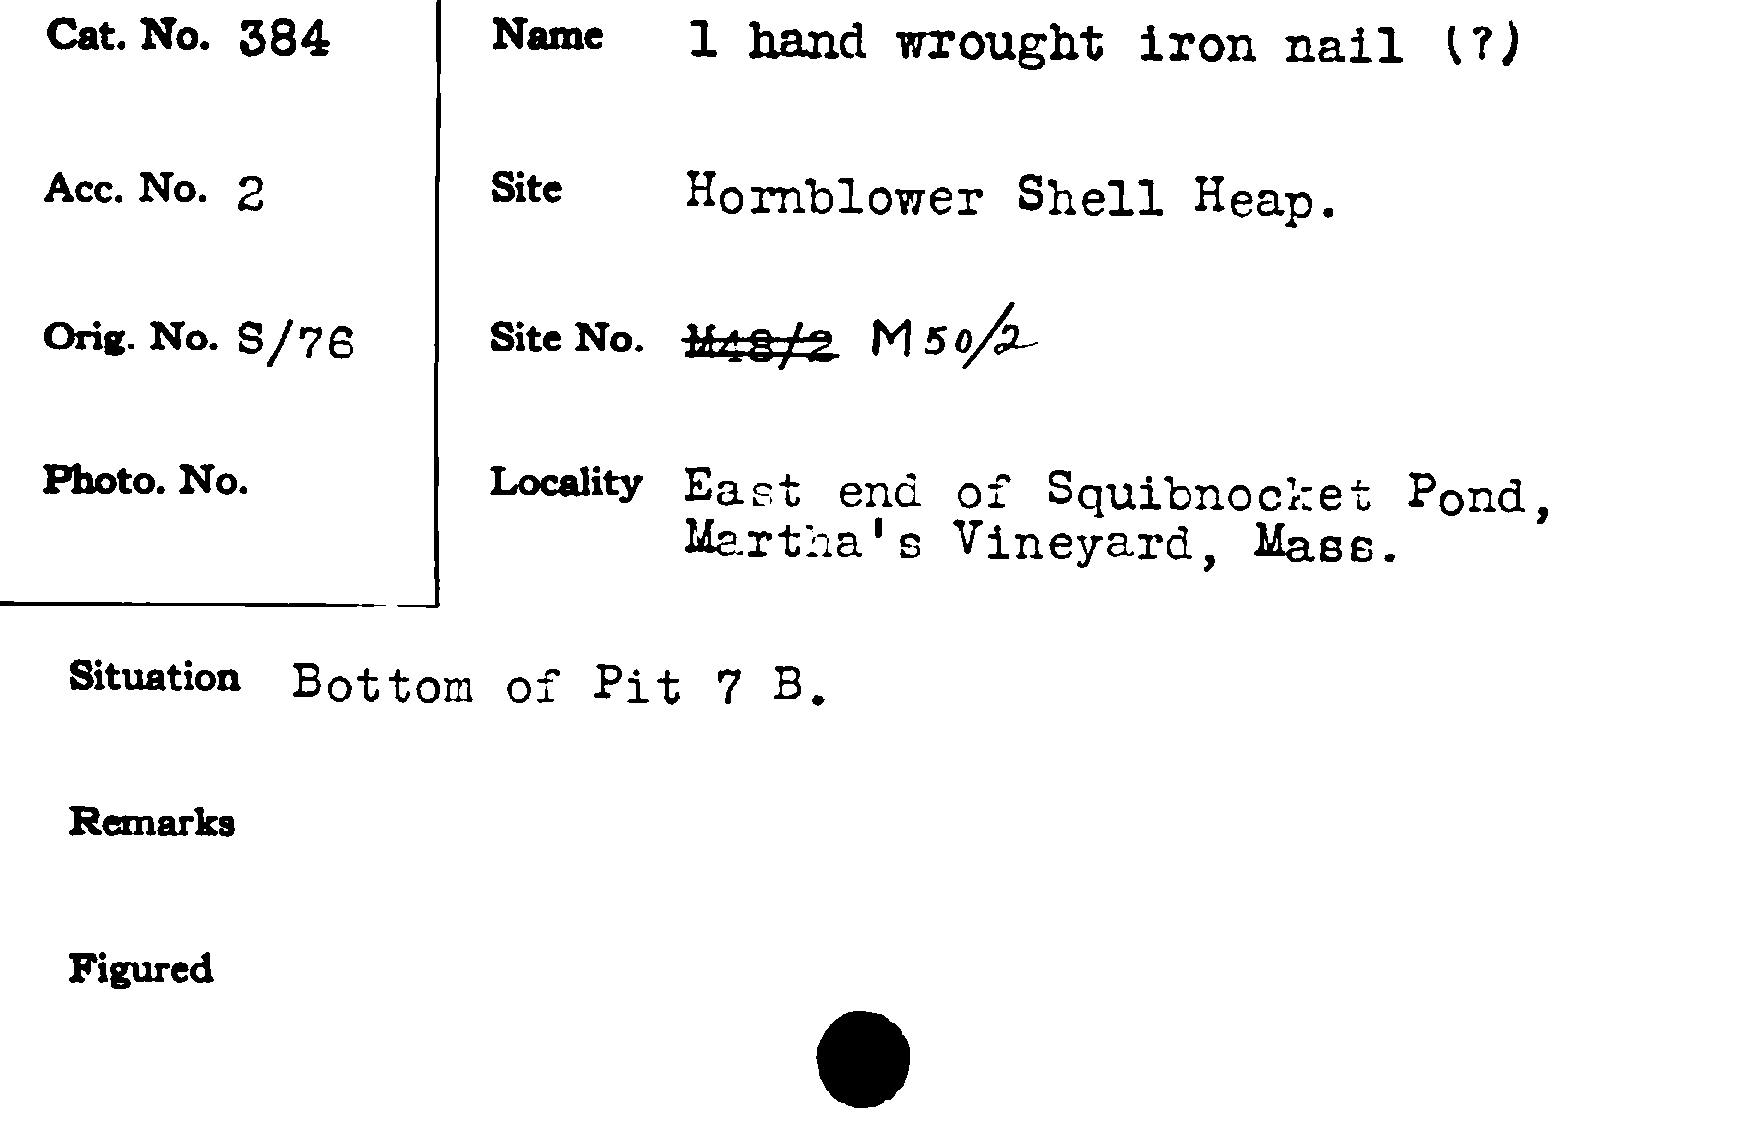 Cat. No. 384
Name 1 hand wrought iron nail (?)
Acc. No. 2
Site Hornblower Shell Heap.
Orig. No. S/76
Site No. M48/2 M50/2
Photo. No.
Locality East end of Squibnocket Pond,
Martha's Vineyard, Mass.
Situation Bottom of Pit 7 B.
Remarks
Figured